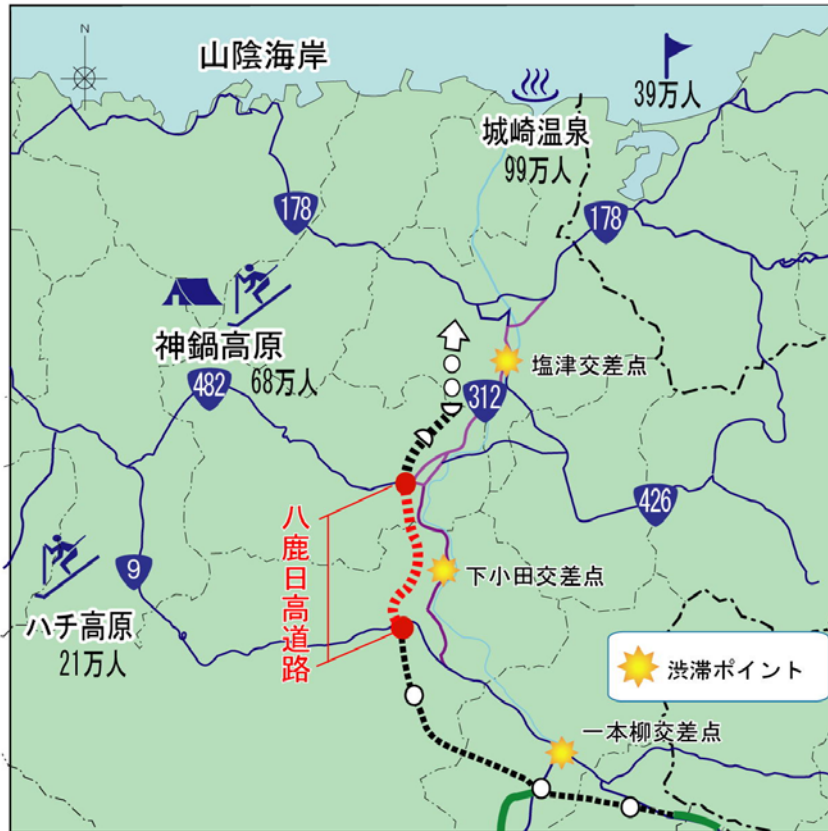 N
山陰海岸
39万人
城崎温泉
99万人
178
178
神鍋高原
68万人
482
塩津交差点
312
426
八鹿日高道路
9
下小田交差点
ハチ高原
21万人
渋滞ポイント
一本柳交差点